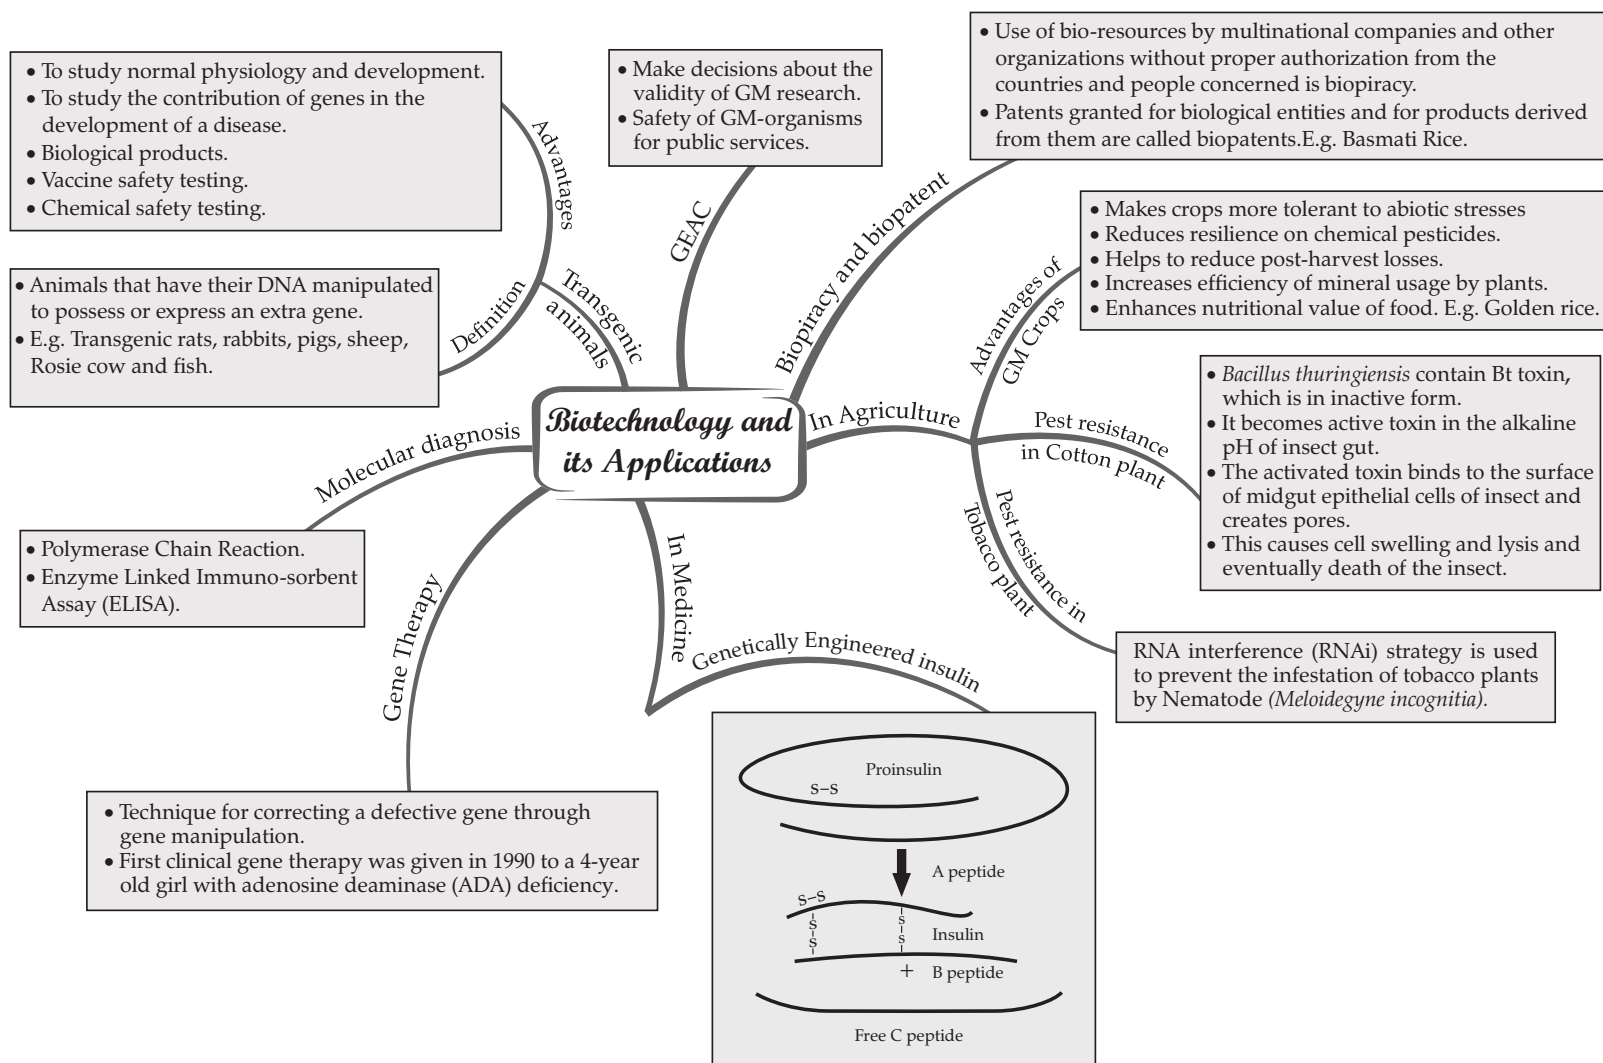 Biotechnology and
its Applications
Transgenic
animals
Advantages
• To study normal physiology and development.
• To study the contribution of genes in the
development of a disease.
• Biological products.
• Vaccine safety testing.
• Chemical safety testing.
Definition
• Animals that have their DNA manipulated
to possess or express an extra gene.
• E.g. Transgenic rats, rabbits, pigs, sheep,
Rosie cow and fish.
GEAC
• Make decisions about the
validity of GM research.
• Safety of GM-organisms
for public services.
Biopiracy and biopatent
• Use of bio-resources by multinational companies and other
organizations without proper authorization from the
countries and people concerned is biopiracy.
• Patents granted for biological entities and for products derived
from them are called biopatents.E.g. Basmati Rice.
In Agriculture
Advantages of
GM Crops
• Makes crops more tolerant to abiotic stresses
• Reduces resilience on chemical pesticides.
• Helps to reduce post-harvest losses.
• Increases efficiency of mineral usage by plants.
• Enhances nutritional value of food. E.g. Golden rice.
Pest resistance
in Cotton plant
• Bacillus thuringiensis contain Bt toxin,
which is in inactive form.
• It becomes active toxin in the alkaline
pH of insect gut.
• The activated toxin binds to the surface
of midgut epithelial cells of insect and
creates pores.
• This causes cell swelling and lysis and
eventually death of the insect.
Pest resistance in
Tobacco plant
RNA interference (RNAi) strategy is used
to prevent the infestation of tobacco plants
by Nematode (Meloidegyne incognitia).
Molecular diagnosis
• Polymerase Chain Reaction.
• Enzyme Linked Immuno-sorbent
Assay (ELISA).
Gene Therapy
• Technique for correcting a defective gene through
gene manipulation.
• First clinical gene therapy was given in 1990 to a 4-year
old girl with adenosine deaminase (ADA) deficiency.
In Medicine
Genetically Engineered insulin
Proinsulin
s–s
A peptide
s–s
s
s
s
s
Insulin
+ B peptide
Free C peptide